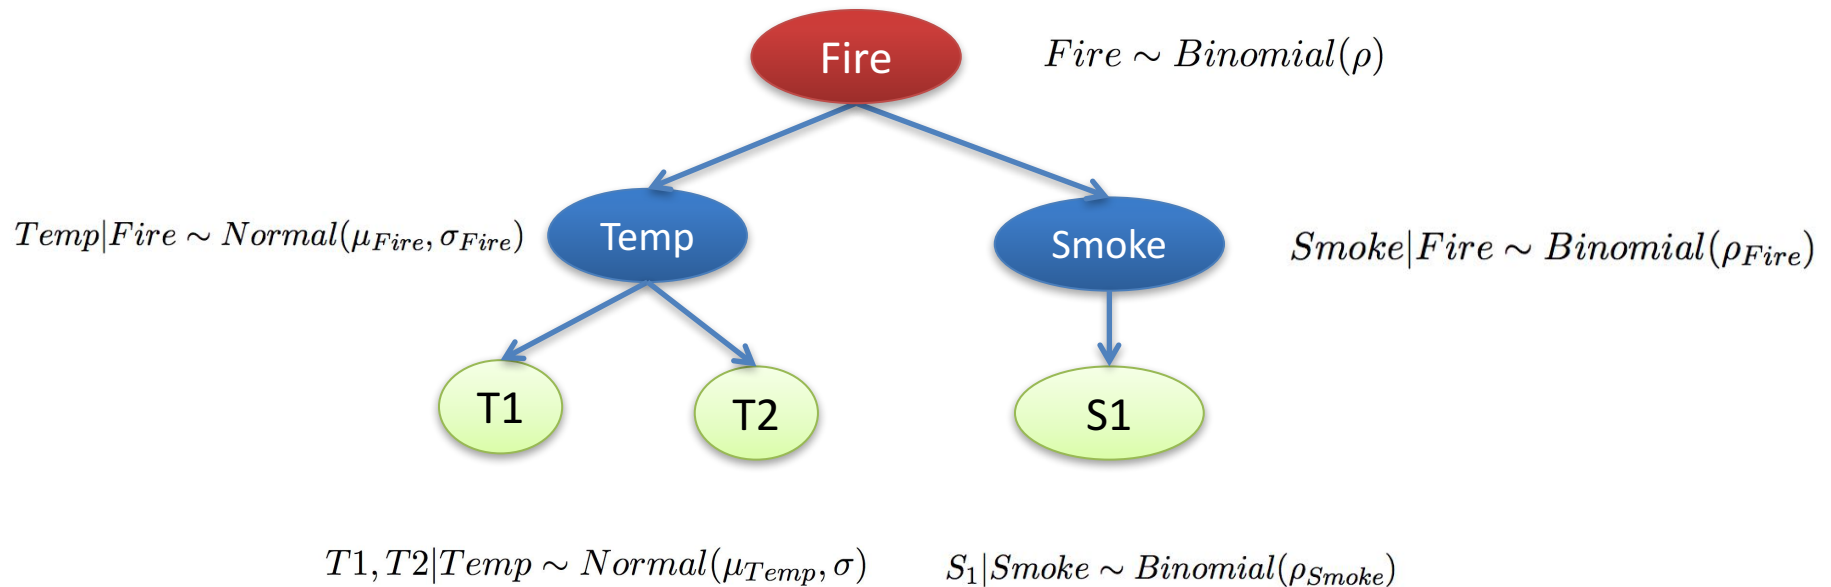 Fire
Fire ∼ Binomial(ρ)
Temp|Fire ∼ Normal(μ_Fire, σ_Fire)
Temp
Smoke
Smoke|Fire ∼ Binomial(ρ_Fire)
T1
T2
S1
T1, T2|Temp ∼ Normal(μ_Temp, σ)
S_1|Smoke ∼ Binomial(ρ_Smoke)